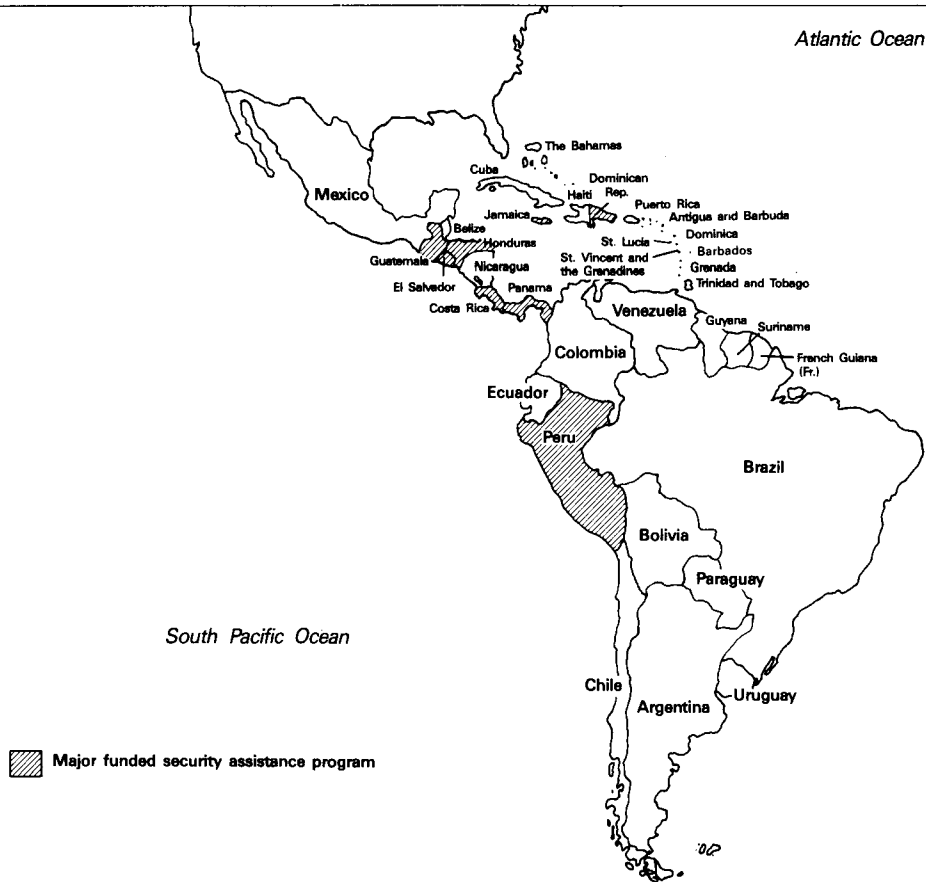 Atlantic Ocean
The Bahamas
Cuba
Dominican
Rep.
Haiti
Mexico
Puerto Rica
Jamaica
Antigua and Barbuda
Belize
Dominica
St. Lucia
Honduras
Barbados
St. Vincent and
the Grenadines
Guatemala
Nicaragua
Grenada
El Salvador
Panama
Trinidad and Tobago
Costa Rica
Venezuela
Guyana
Suriname
Colombia
French Guiana
(Fr.)
Ecuador
Peru
Brazil
Bolivia
Paraguay
South Pacific Ocean
Chile
Uruguay
Argentina
Major funded security assistance program